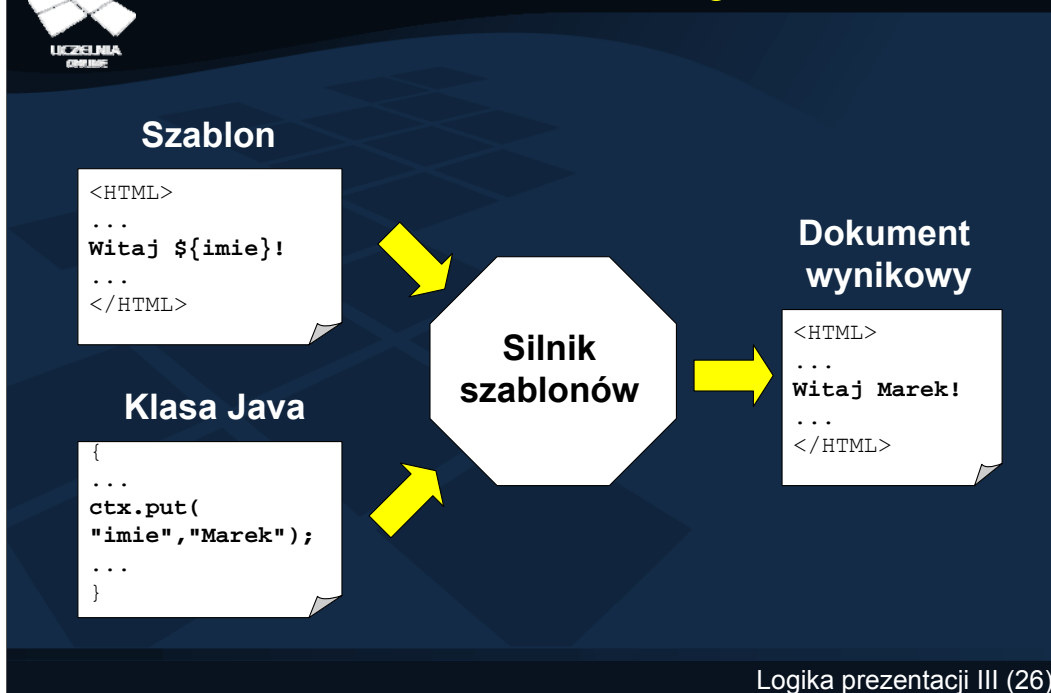 UCZELNIA
ONLINE
Szablon
<HTML>
...
Witaj ${imie}!
...
</HTML>
Klasa Java
{
...
ctx.put(
"imie","Marek");
...
}
Silnik
szablonów
Dokument
wynikowy
<HTML>
...
Witaj Marek!
...
</HTML>
Logika prezentacji III (26)